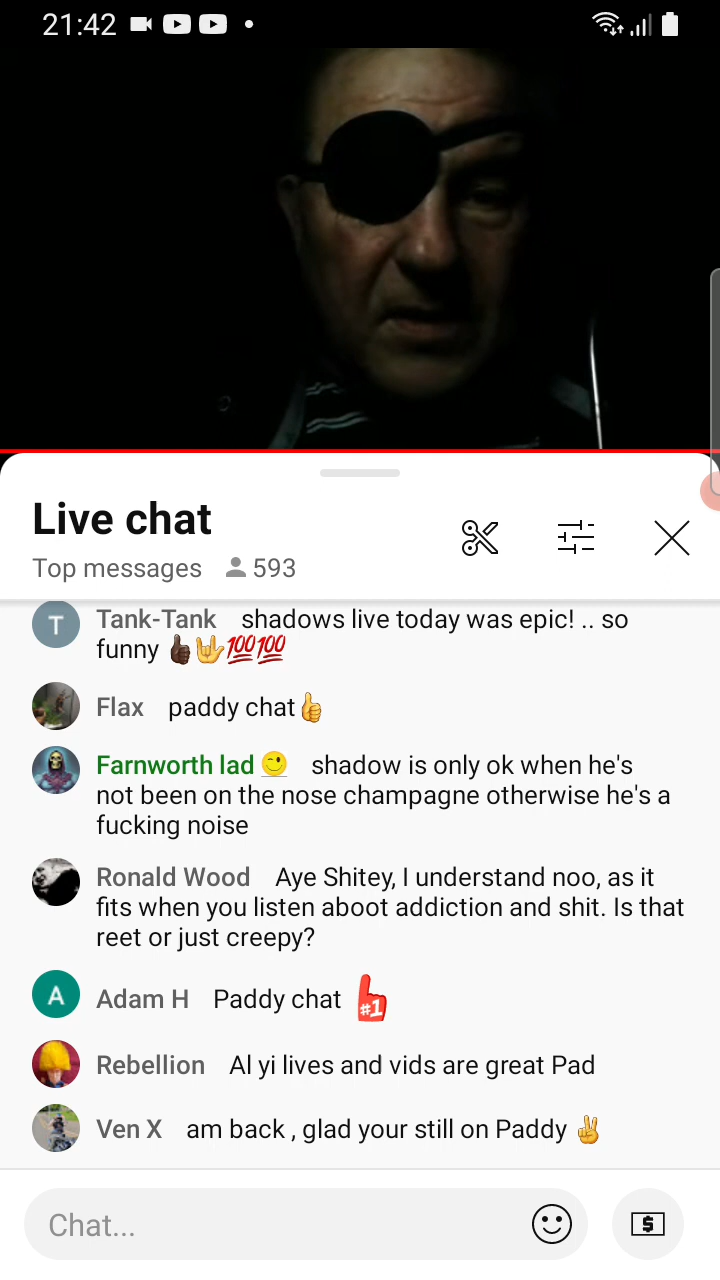 21:42
Live chat
Top messages 593
T Tank-Tank shadows live today was epic! .. so
funny 👍🏿🤟💯💯
Flax paddy chat👍
Farnworth lad 😉 shadow is only ok when he's
not been on the nose champagne otherwise he's a
fucking noise
Ronald Wood Aye Shitey, I understand noo, as it
fits when you listen aboot addiction and shit. Is that
reet or just creepy?
A Adam H Paddy chat #1
Rebellion Al yi lives and vids are great Pad
Ven X am back , glad your still on Paddy ✌
Chat...
$